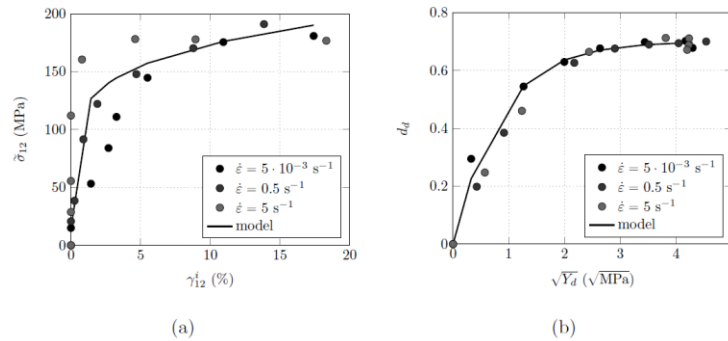 200
150
100
50
0
σ̃₁₂ (MPa)
0
5
10
15
20
γⁱ₁₂ (%)
ε̇ = 5 · 10⁻³ s⁻¹
ε̇ = 0.5 s⁻¹
ε̇ = 5 s⁻¹
model
(a)
0.8
0.6
0.4
0.2
0
d_d
0
1
2
3
4
√Y_d (√MPa)
ε̇ = 5 · 10⁻³ s⁻¹
ε̇ = 0.5 s⁻¹
ε̇ = 5 s⁻¹
model
(b)